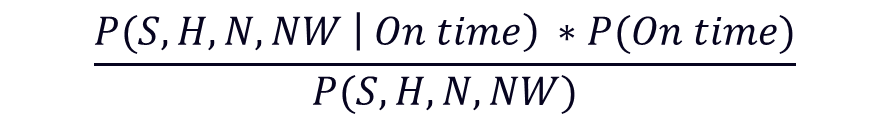 P(S, H, N, NW | On time) * P(On time)
P(S, H, N, NW)